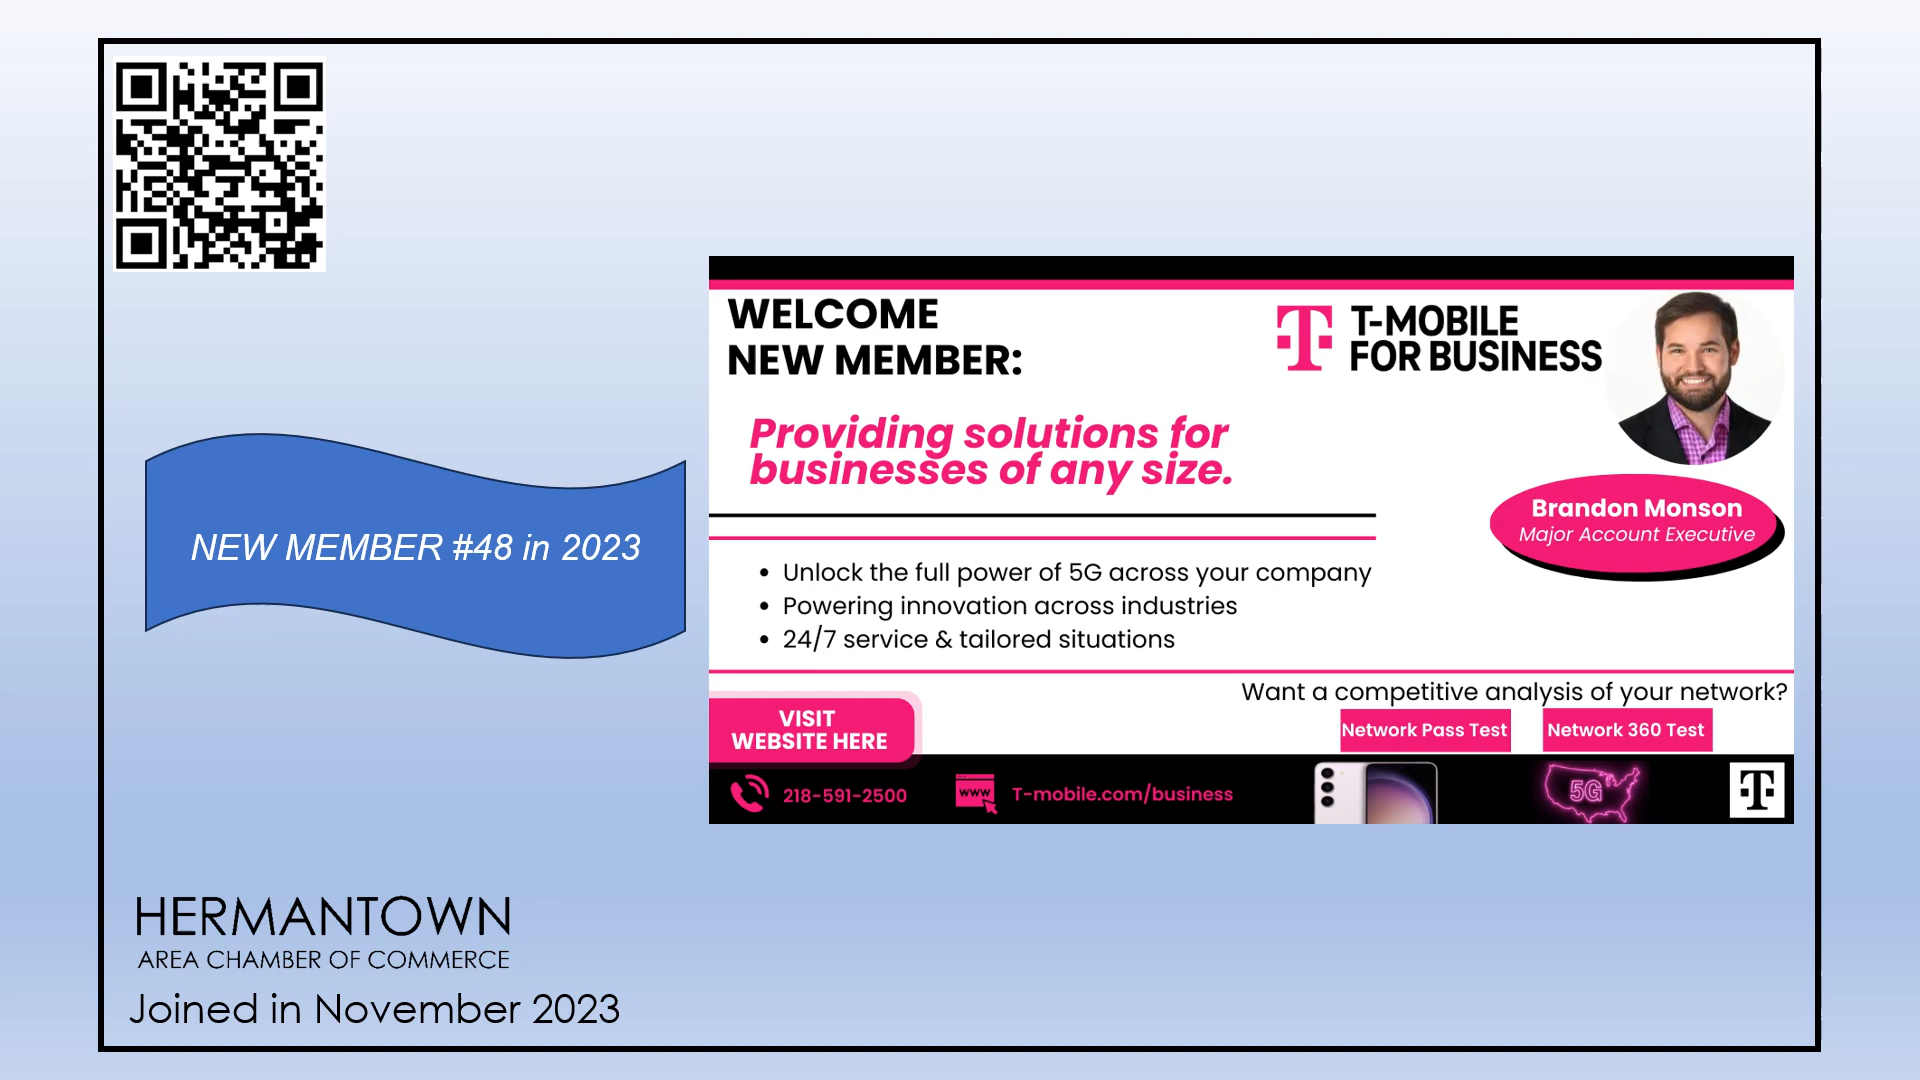 WELCOME
NEW MEMBER:
T-MOBILE
FOR BUSINESS
Providing solutions for
businesses of any size.
Brandon Monson
Major Account Executive
NEW MEMBER #48 in 2023
• Unlock the full power of 5G across your company
• Powering innovation across industries
• 24/7 service & tailored situations
Want a competitive analysis of your network?
Network Pass Test
Network 360 Test
VISIT
WEBSITE HERE
218-591-2500
www
T-mobile.com/business
5G
T
HERMANTOWN
AREA CHAMBER OF COMMERCE
Joined in November 2023